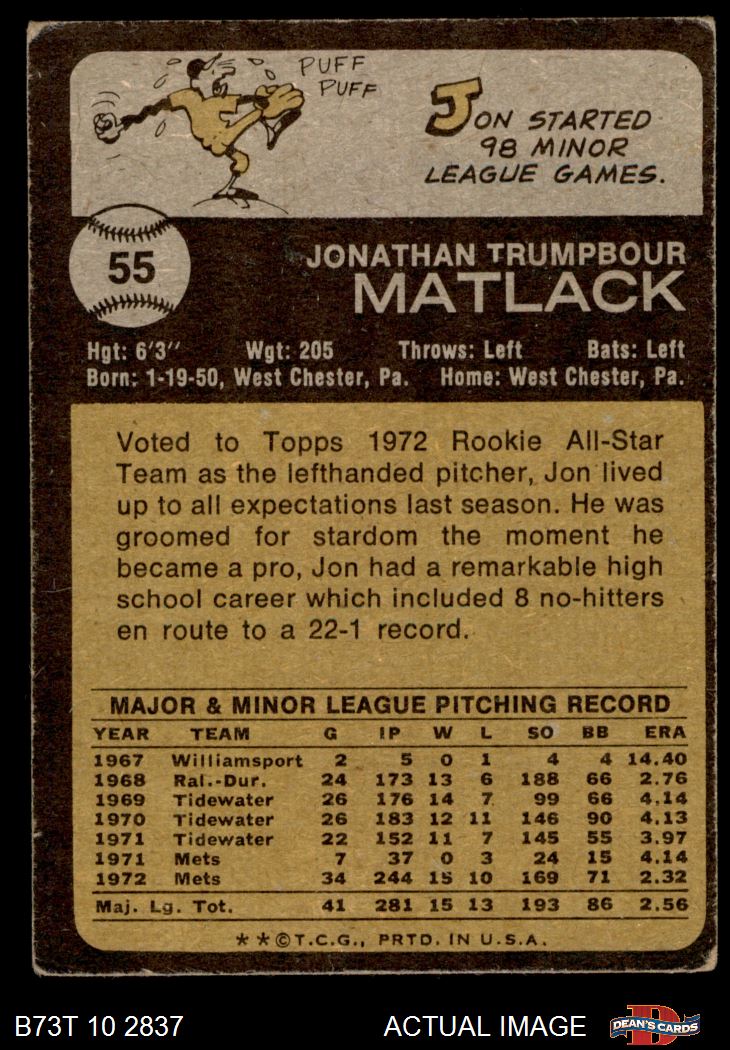 PUFF
PUFF
JON STARTED
98 MINOR
LEAGUE GAMES.
55
JONATHAN TRUMPBOUR
MATLACK
Hgt: 6'3" Wgt: 205 Throws: Left Bats: Left
Born: 1-19-50, West Chester, Pa. Home: West Chester, Pa.
Voted to Topps 1972 Rookie All-Star
Team as the lefthanded pitcher, Jon lived
up to all expectations last season. He was
groomed for stardom the moment he
became a pro, Jon had a remarkable high
school career which included 8 no-hitters
en route to a 22-1 record.
MAJOR & MINOR LEAGUE PITCHING RECORD
YEAR TEAM G IP W L SO BB ERA
1967 Williamsport 2 5 0 1 4 4 14.40
1968 Ral.-Dur. 24 173 13 6 188 66 2.76
1969 Tidewater 26 176 14 7 99 66 4.14
1970 Tidewater 26 183 12 11 146 90 4.13
1971 Tidewater 22 152 11 7 145 55 3.97
1971 Mets 7 37 0 3 24 15 4.14
1972 Mets 34 244 15 10 169 71 2.32
Maj. Lg. Tot. 41 281 15 13 193 86 2.56
* * © T.C.G., PRTD. IN U.S.A.
B73T 10 2837 ACTUAL IMAGE DEAN'S CARDS